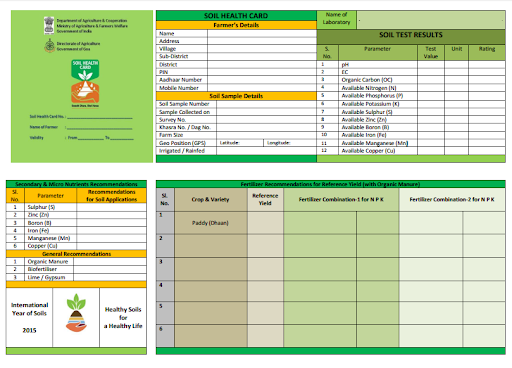 Department of Agriculture & Cooperation
Ministry of Agriculture & Farmers Welfare
Government of India
Directorate of Agriculture
Government of Goa
SOIL HEALTH
CARD
Soil Health Card No. :
Name of Farmer :
Validity : From To
SOIL HEALTH CARD
Farmer's Details
Name
Address
Village
Sub-District
District
PIN
Aadhaar Number
Mobile Number
Soil Sample Details
Soil Sample Number
Sample Collected on
Survey No.
Khasra No. / Dag No.
Farm Size
Geo Position (GPS) Latitude: Longitude:
Irrigated / Rainfed
Name of
Laboratory
SOIL TEST RESULTS
S. No. Parameter Test Value Unit Rating
1 pH
2 EC
3 Organic Carbon (OC)
4 Available Nitrogen (N)
5 Available Phosphorus (P)
6 Available Potassium (K)
7 Available Sulphur (S)
8 Available Zinc (Zn)
9 Available Boron (B)
10 Available Iron (Fe)
11 Available Manganese (Mn)
12 Available Copper (Cu)
Secondary & Micro Nutrients Recommendations
Sl. No. Parameter Recommendations for Soil Applications
1 Sulphur (S)
2 Zinc (Zn)
3 Boron (B)
4 Iron (Fe)
5 Manganese (Mn)
6 Copper (Cu)
General Recommendations
1 Organic Manure
2 Biofertiliser
3 Lime / Gypsum
International
Year of Soils
2015
Healthy Soils
for
a Healthy Life
Fertilizer Recommendations for Reference Yield (with Organic Manure)
Sl. No. Crop & Variety Reference Yield Fertilizer Combination-1 for N P K Fertilizer Combination-2 for N P K
1 Paddy (Dhaan)
2
3
4
5
6